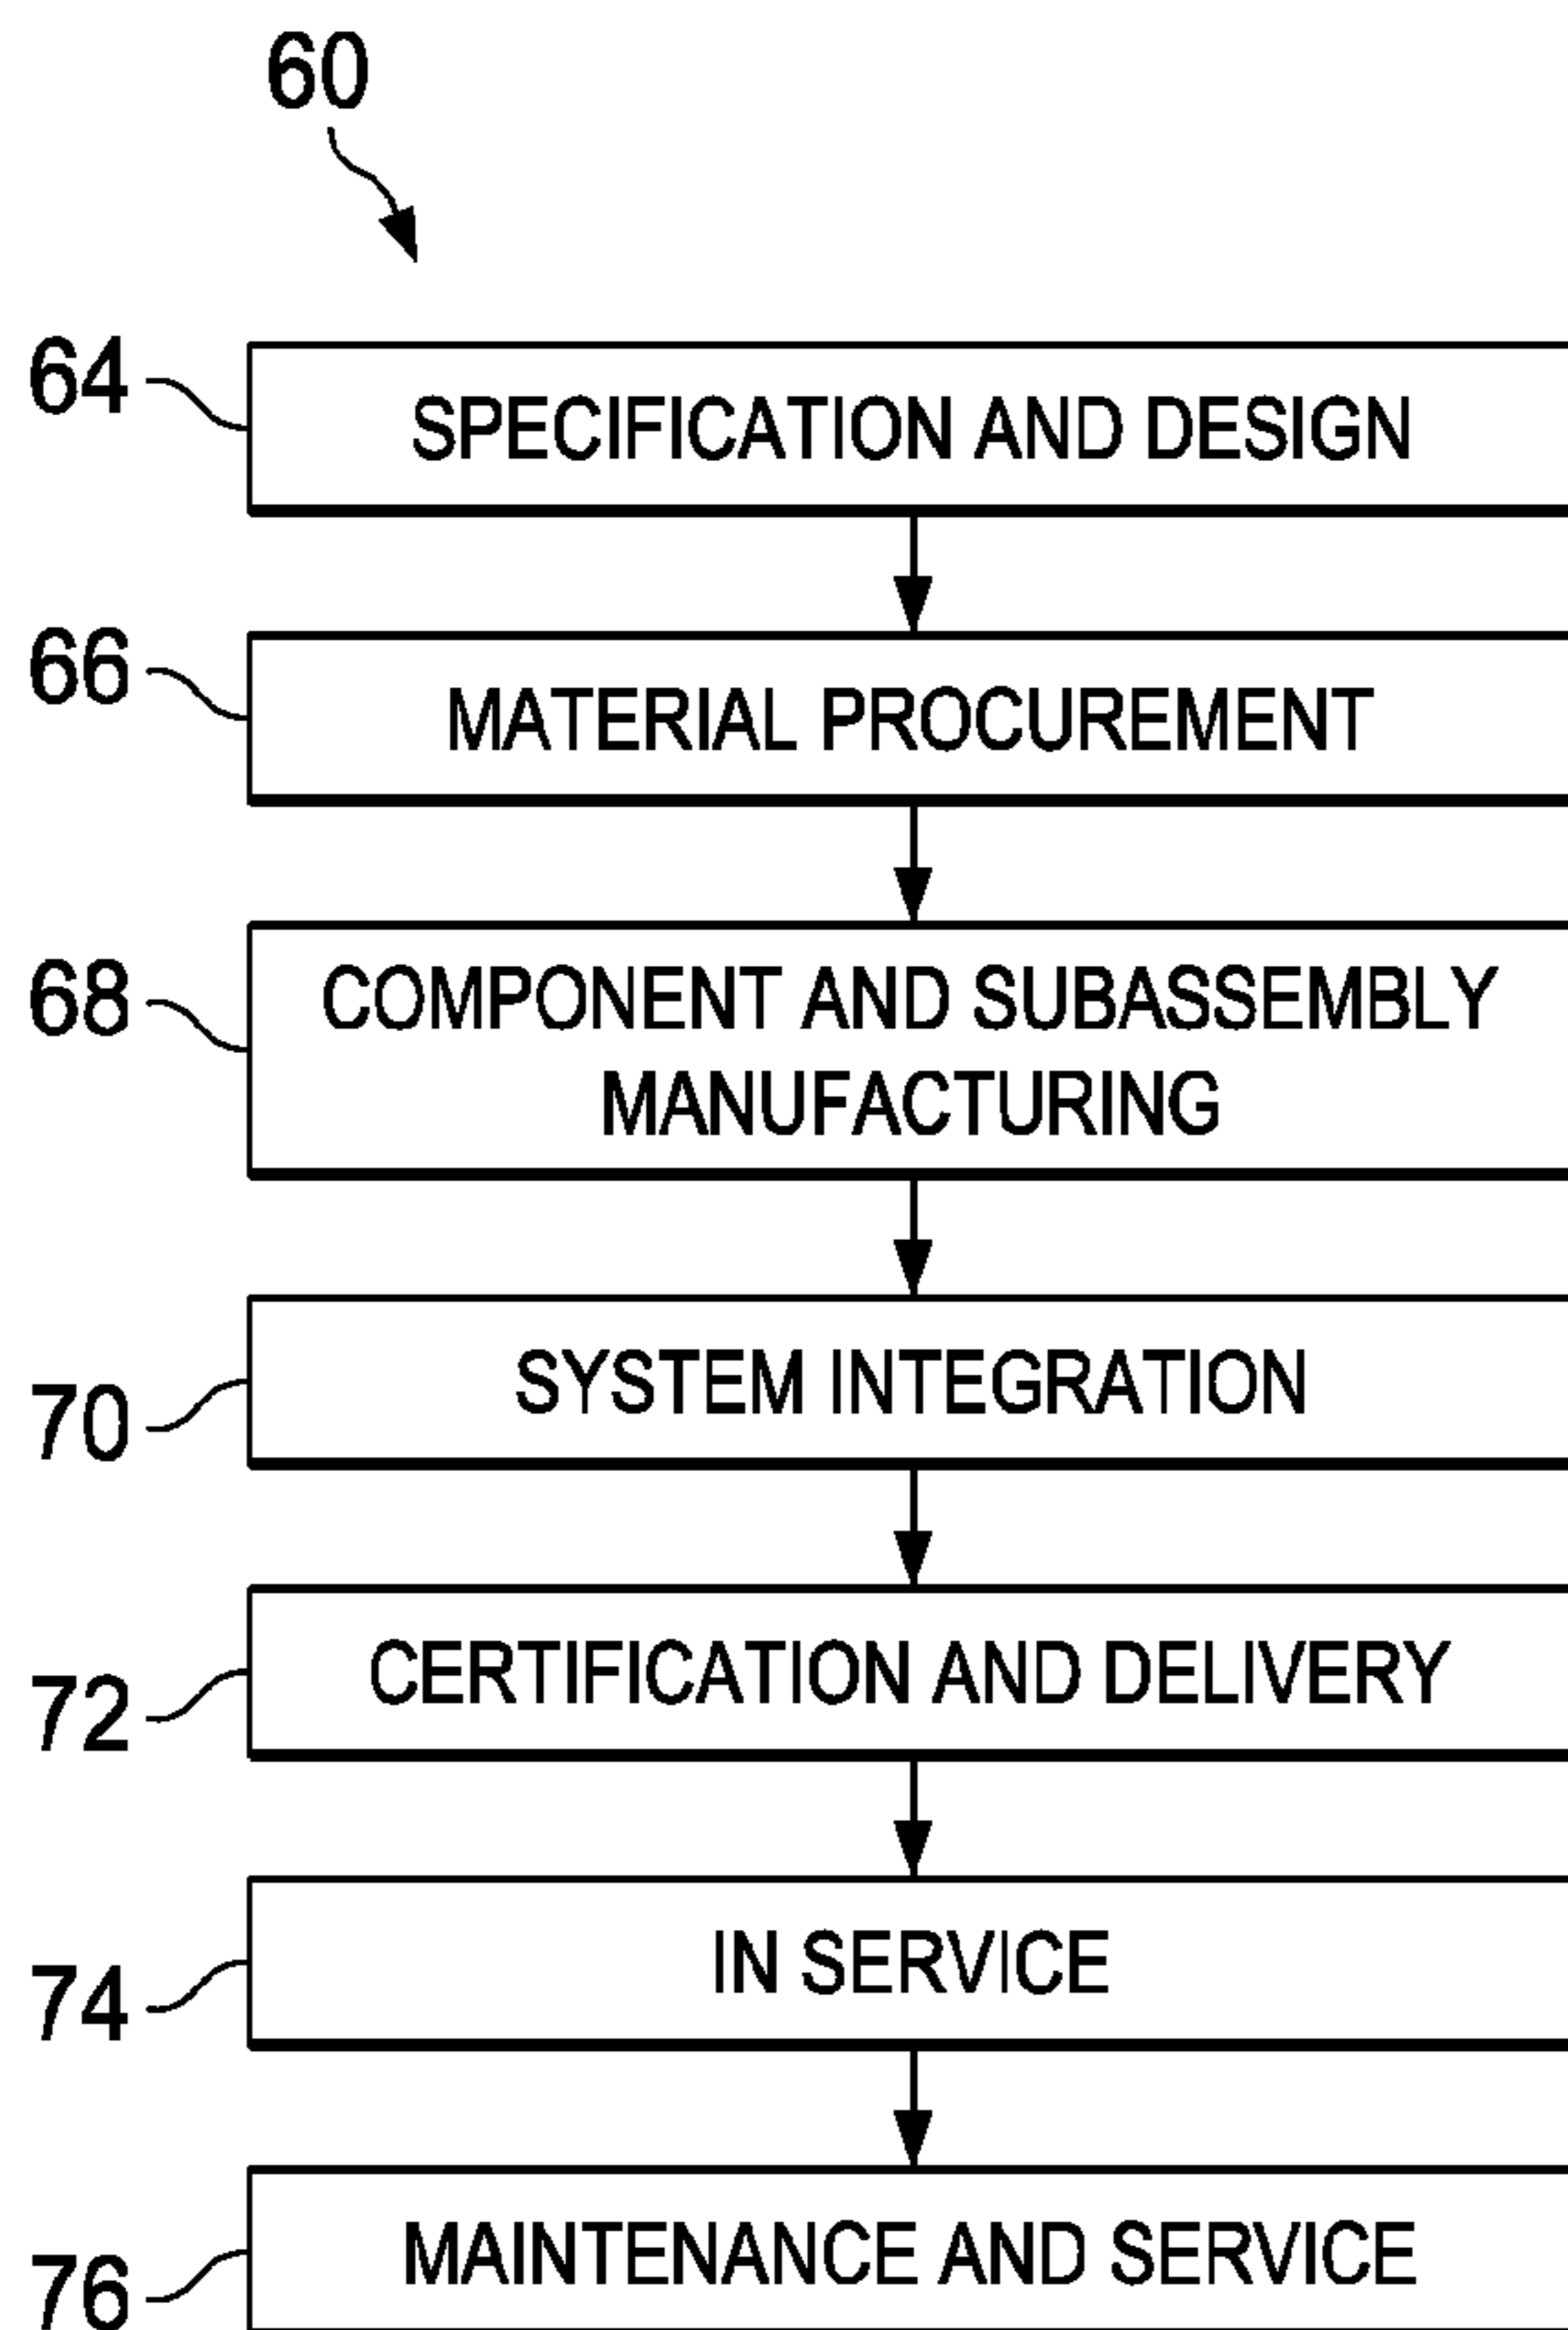 60
64
SPECIFICATION AND DESIGN
66
MATERIAL PROCUREMENT
68
COMPONENT AND SUBASSEMBLY
MANUFACTURING
70
SYSTEM INTEGRATION
72
CERTIFICATION AND DELIVERY
74
IN SERVICE
76
MAINTENANCE AND SERVICE